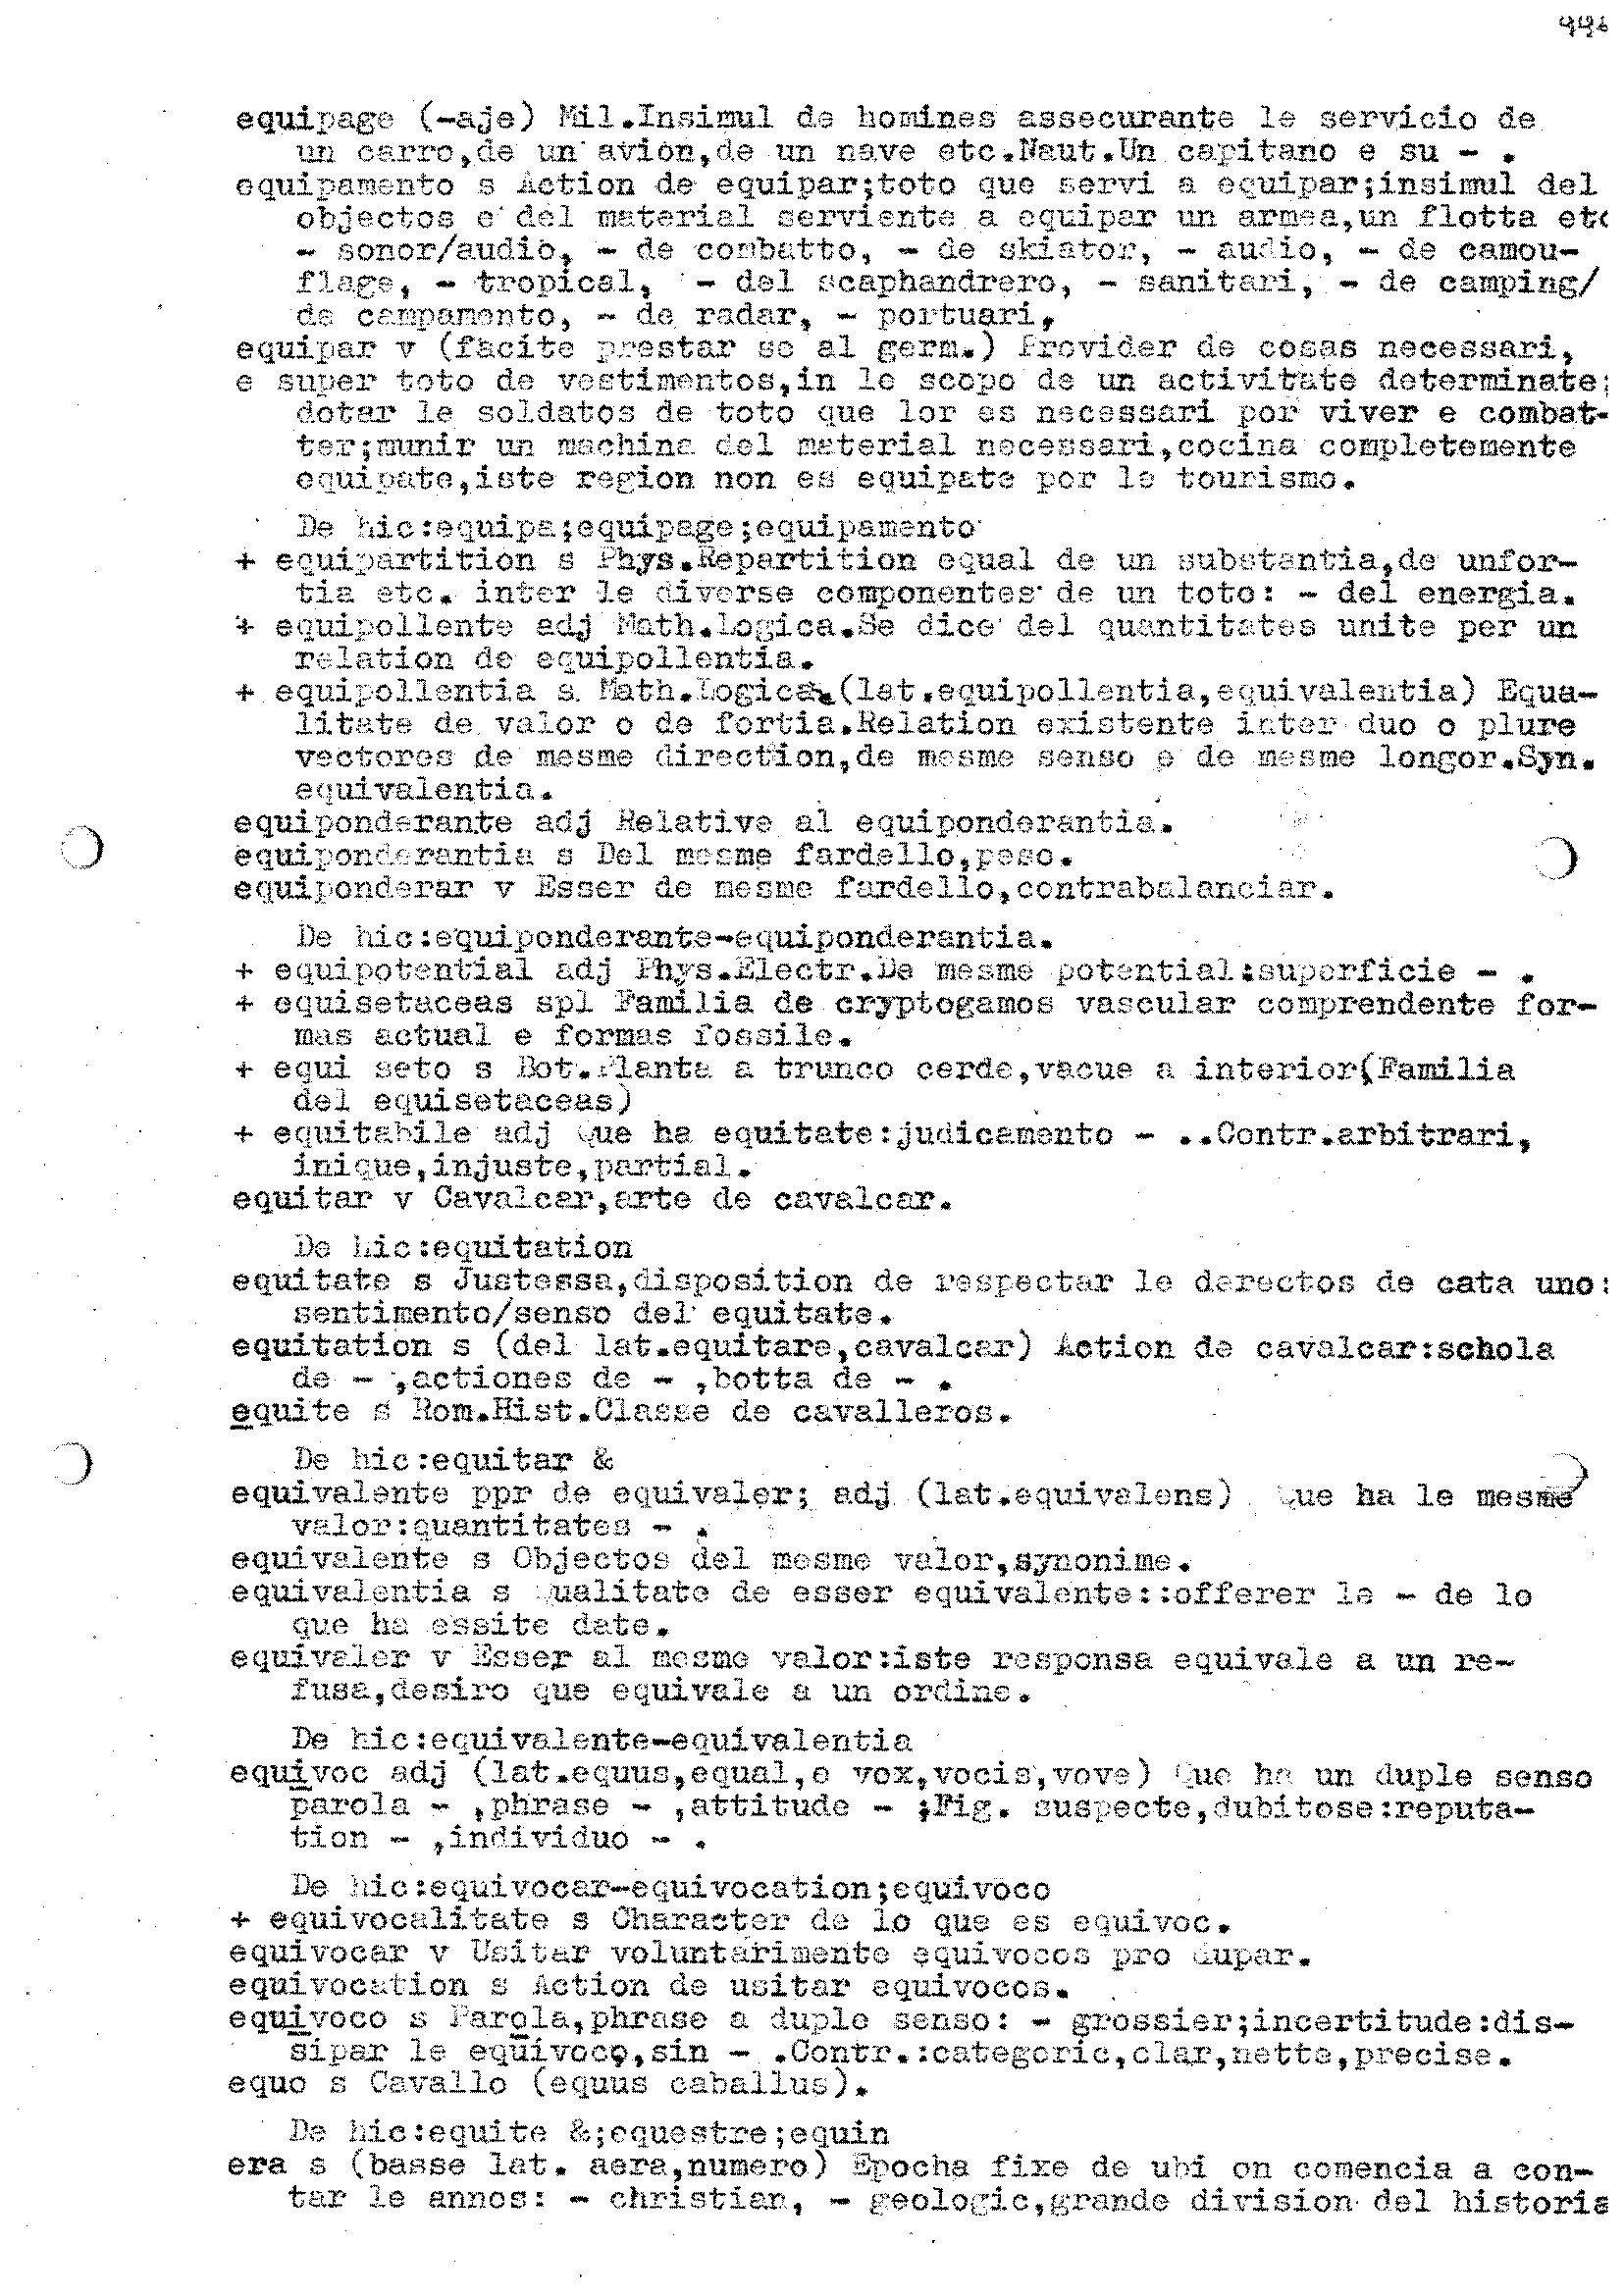 equipage (-aje) Mil.Insimul de homines assecurante le servicio de
un carro,de un avion,de un nave etc.Naut.Un capitano e su - .
equipamento s Action de equipar;toto que servi a equipar;insimul del
objectos e del material serviente a equipar un armea,un flotta etc
- sonor/audio, - de combatto, - de skiator, - audio, - de camou-
flage, - tropical, - del scaphandrero, - sanitari, - de camping/
de campamento, - de radar, - portuari,
equipar v (facite prestar se al germ.) Provider de cosas necessari,
e super toto de vestimentos,in le scopo de un activitate determinate;
dotar le soldatos de toto que lor es necessari por viver e combat-
ter;munir un machina del material necessari,cocina completemente
equipate,iste region non es equipate por le tourismo.
De hic:equipa;equipage;equipamento
+ equipartition s Phys.Repartition equal de un substantia,de unfor-
tia etc. inter le diverse componentes de un toto: - del energia.
+ equipollente adj Math.logica.Se dice del quantitates unite per un
relation de equipollentia.
+ equipollentia s Math.Logica.(lat.equipollentia,equivalentia) Equa-
litate de valor o de fortia.Relation existente inter duo o plure
vectores de mesme direction,de mesme senso e de mesme longor.Syn.
equivalentia.
equiponderante adj Relative al equiponderantia.
equiponderantia s Del mesme fardello,peso.
equiponderar v Esser de mesme fardello,contrabalanciar.
De hic:equiponderante-equiponderantia.
+ equipotential adj Phys.Electr.De mesme potential:superficie - .
+ equisetaceas spl Familia de cryptogamos vascular comprendente for-
mas actual e formas fossile.
+ equi seto s Bot.Planta a trunco cerde,vacue a interior(Familia
del equisetaceas)
+ equitabile adj Que ha equitate:judicamento - ..Contr.arbitrari,
inique,injuste,partial.
equitar v Cavalcar,arte de cavalcar.
De hic:equitation
equitate s Justessa,disposition de respectar le derectos de cata uno:
sentimento/senso del equitate.
equitation s (del lat.equitare,cavalcar) Action de cavalcar:schola
de - ,actiones de - ,botta de - .
equite s Rom.Hist.Classe de cavalleros.
De hic:equitar &
equivalente ppr de equivaler; adj (lat.equivalens) Que ha le mesme
valor:quantitates - .
equivalente s Objectos del mesme valor,synonime.
equivalentia s Qualitate de esser equivalente::offerer le - de lo
que ha essite date.
equivaler v Esser al mesme valor:iste responsa equivale a un re-
fusa,desiro que equivale a un ordine.
De hic:equivalente-equivalentia
equivoc adj (lat.equus,equal,e vox,vocis,vove) Que ha un duple senso
parola - ,phrase - ,attitude - ;Fig. suspecte,dubitose:reputa-
tion - ,individuo - .
De hic:equivocar-equivocation;equivoco
+ equivocalitate s Character de lo que es equivoc.
equivocar v Usitar voluntarimente equivocos pro dupar.
equivocation s Action de usitar equivocos.
equivoco s Parola,phrase a duple senso: - grossier;incertitude:dis-
sipar le equivoco,sin - .Contr.:categoric,clar,nette,precise.
equo s Cavallo (equus caballus).
De hic:equite &;equestre;equin
era s (basse lat. aera,numero) Epocha fixe de ubi on comencia a con-
tar le annos: - christian, - geologic,grande division del historia